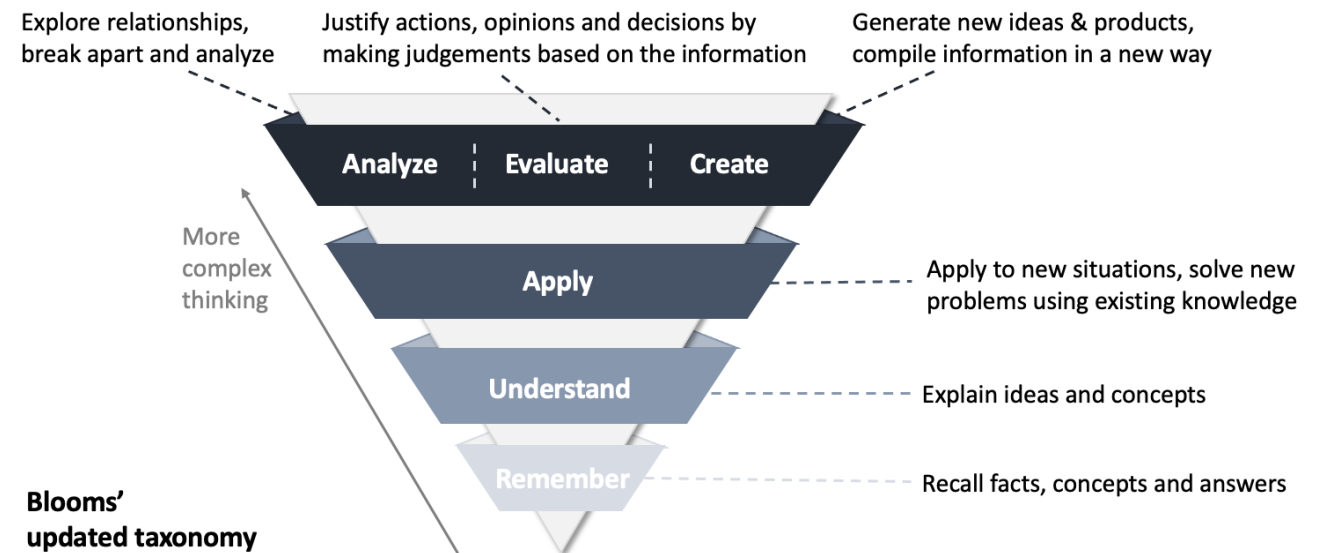 Explore relationships,
break apart and analyze
Justify actions, opinions and decisions by
making judgements based on the information
Generate new ideas & products,
compile information in a new way
Analyze
Evaluate
Create
More
complex
thinking
Apply
Apply to new situations, solve new
problems using existing knowledge
Understand
Explain ideas and concepts
Remember
Recall facts, concepts and answers
Blooms’
updated taxonomy